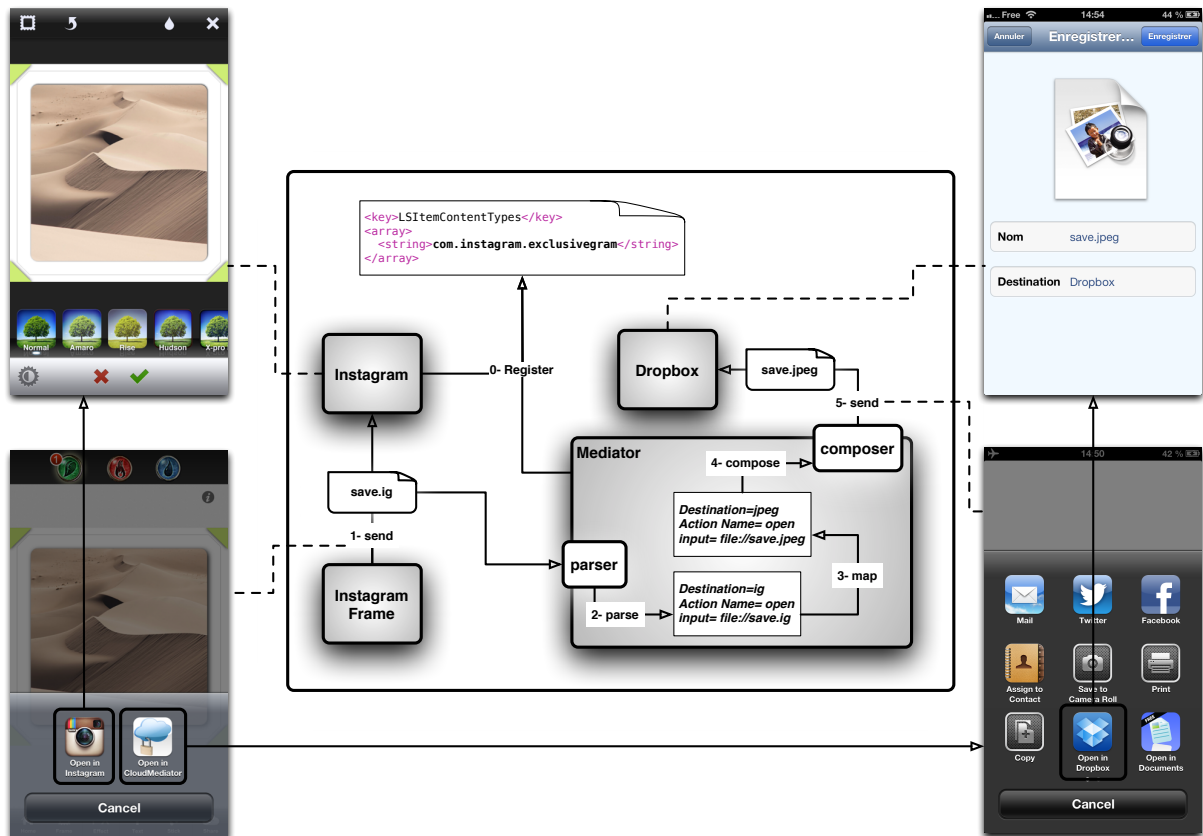 Normal
Amaro
Rise
Hudson
X-pro
1
Open in
Instagram
Open in
CloudMediator
Cancel
<key>LSItemContentTypes</key>
<array>
<string>com.instagram.exclusivegram</string>
</array>
Instagram
0- Register
Dropbox
save.jpeg
5- send
Mediator
composer
4- compose
save.ig
1- send
Destination=jpeg
Action Name= open
input= file://save.jpeg
parser
3- map
Instagram
Frame
2- parse
Destination=ig
Action Name= open
input= file://save.ig
... Free
14:54
44 %
Annuler
Enregistrer...
Enregistrer
Nom
save.jpeg
Destination
Dropbox
14:50
42 %
Mail
Twitter
Facebook
Assign to
Contact
Save to
Camera Roll
Print
Copy
Open in
Dropbox
FREE
Open in
Documents
Cancel